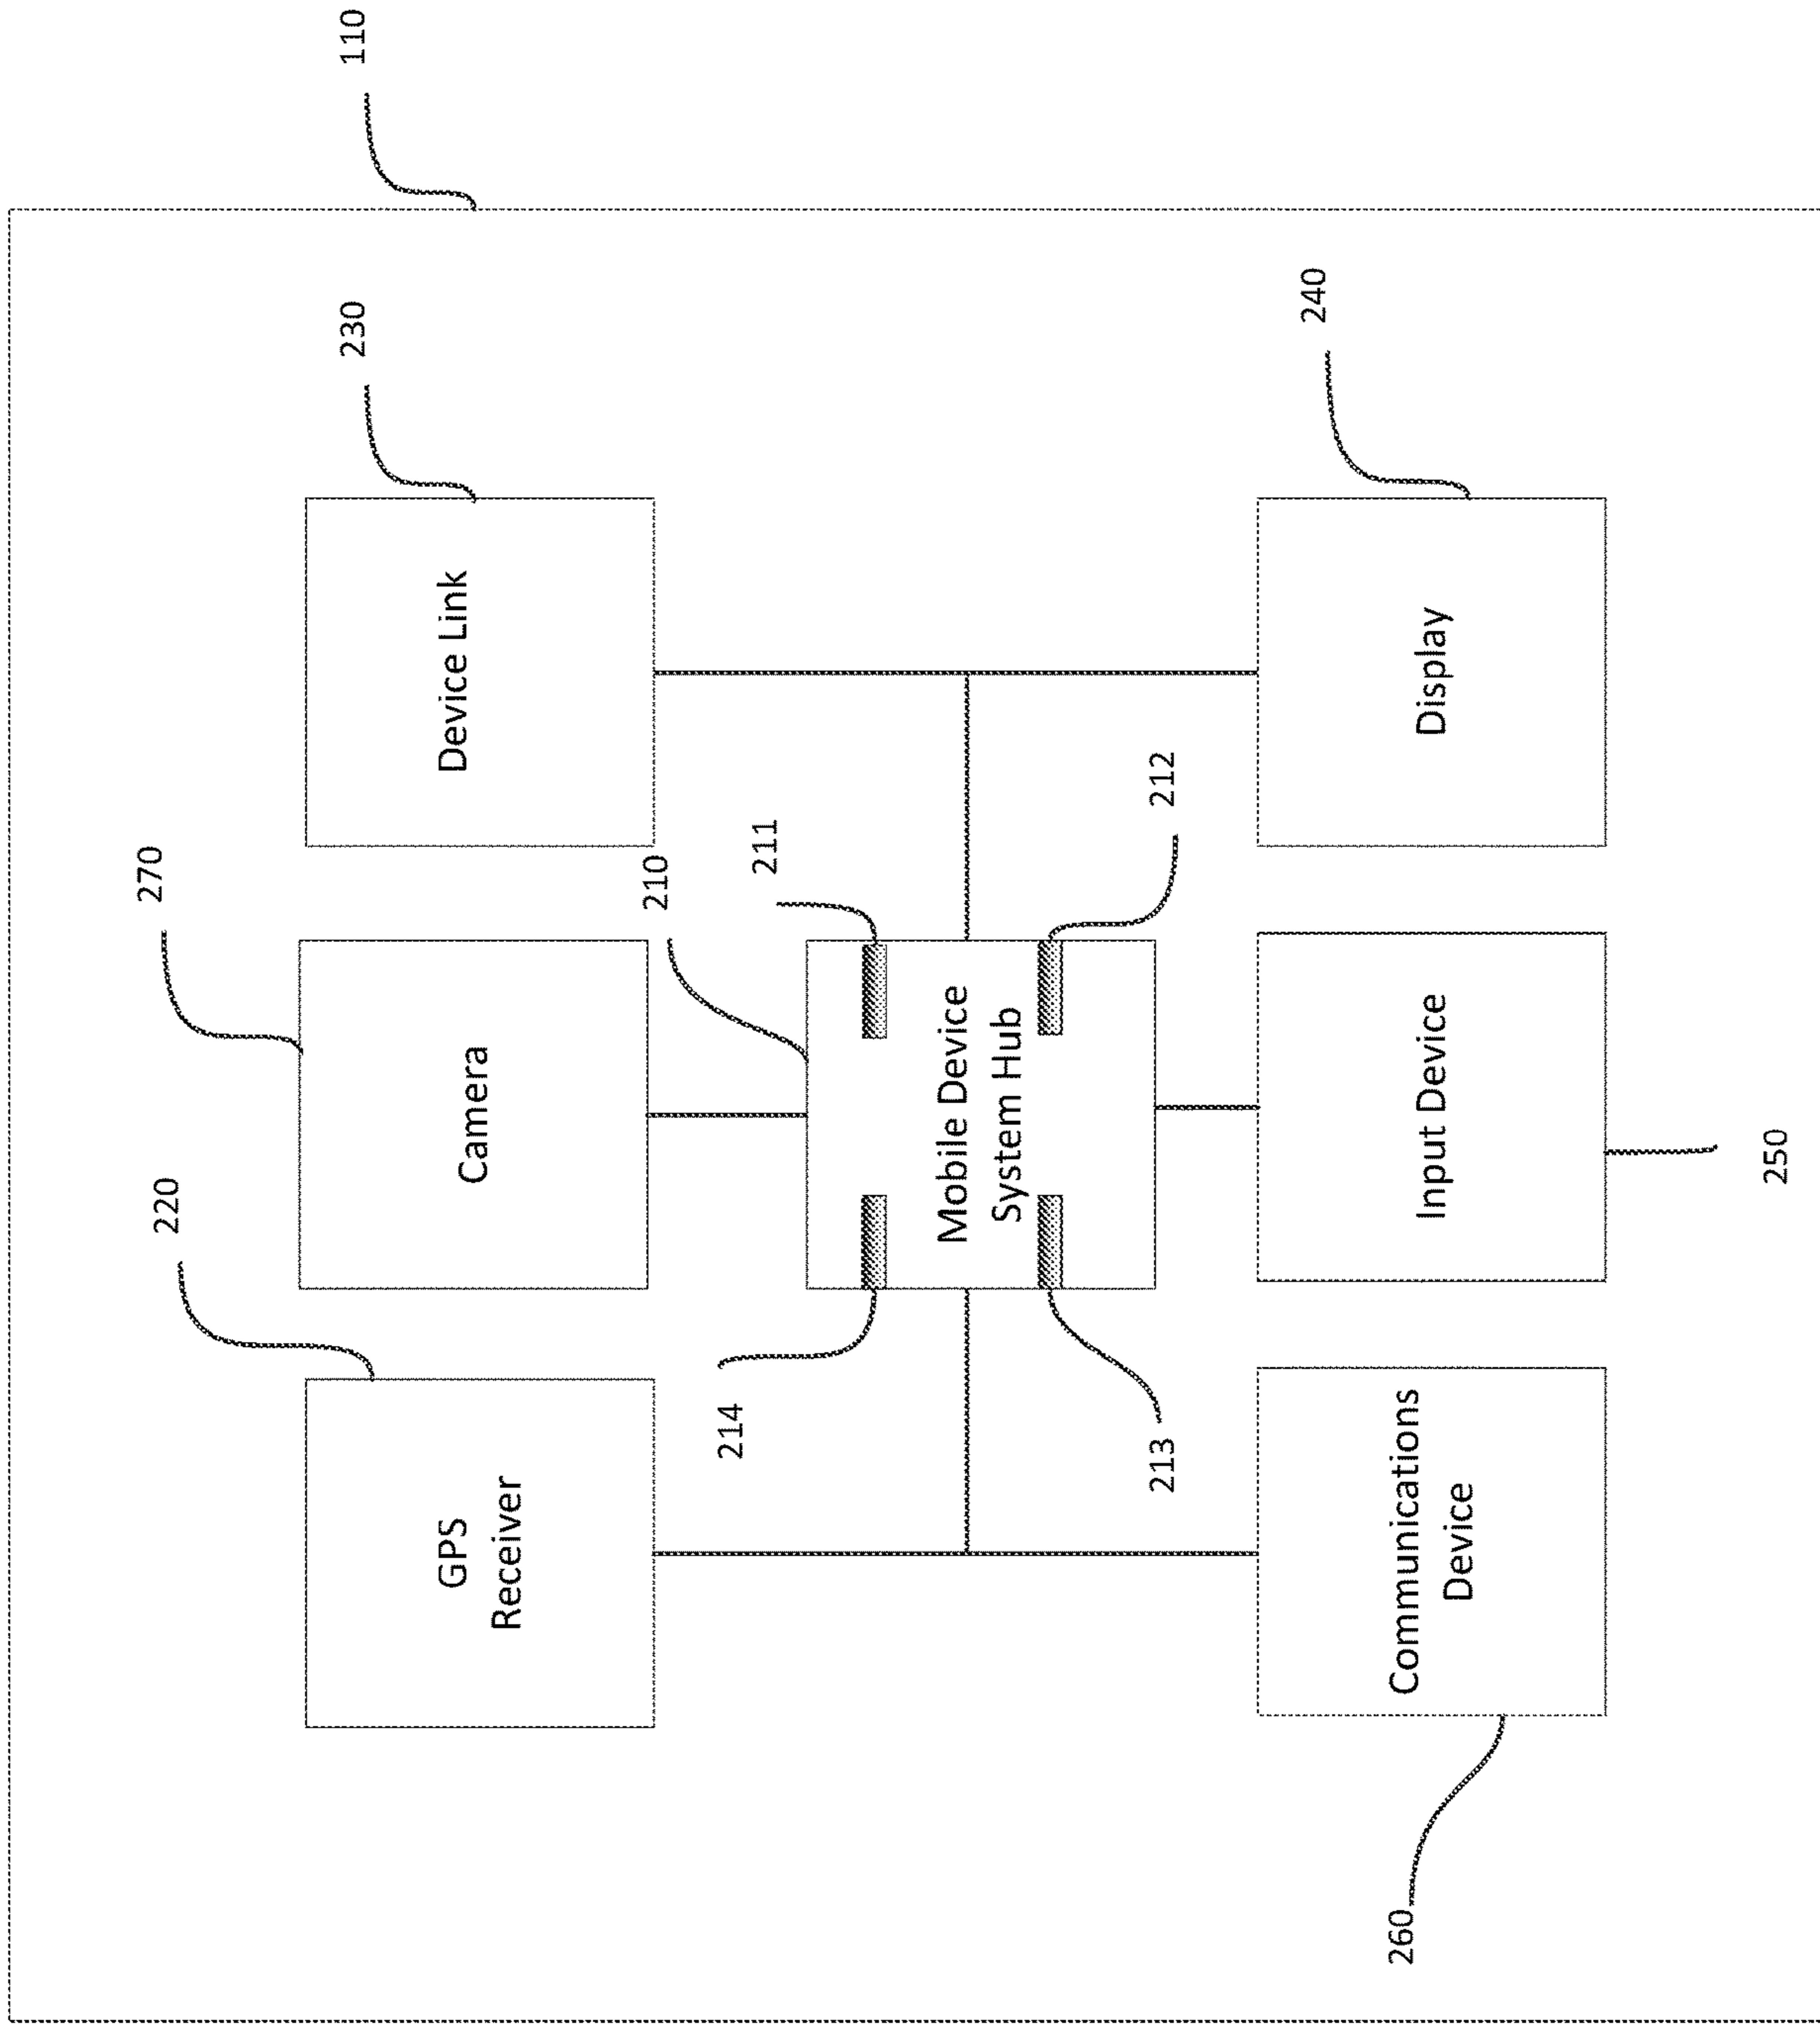 220
270
230
110
GPS
Receiver
Camera
Device Link
210
214
211
Mobile Device
System Hub
213
212
240
Communications
Device
Input Device
Display
260
250